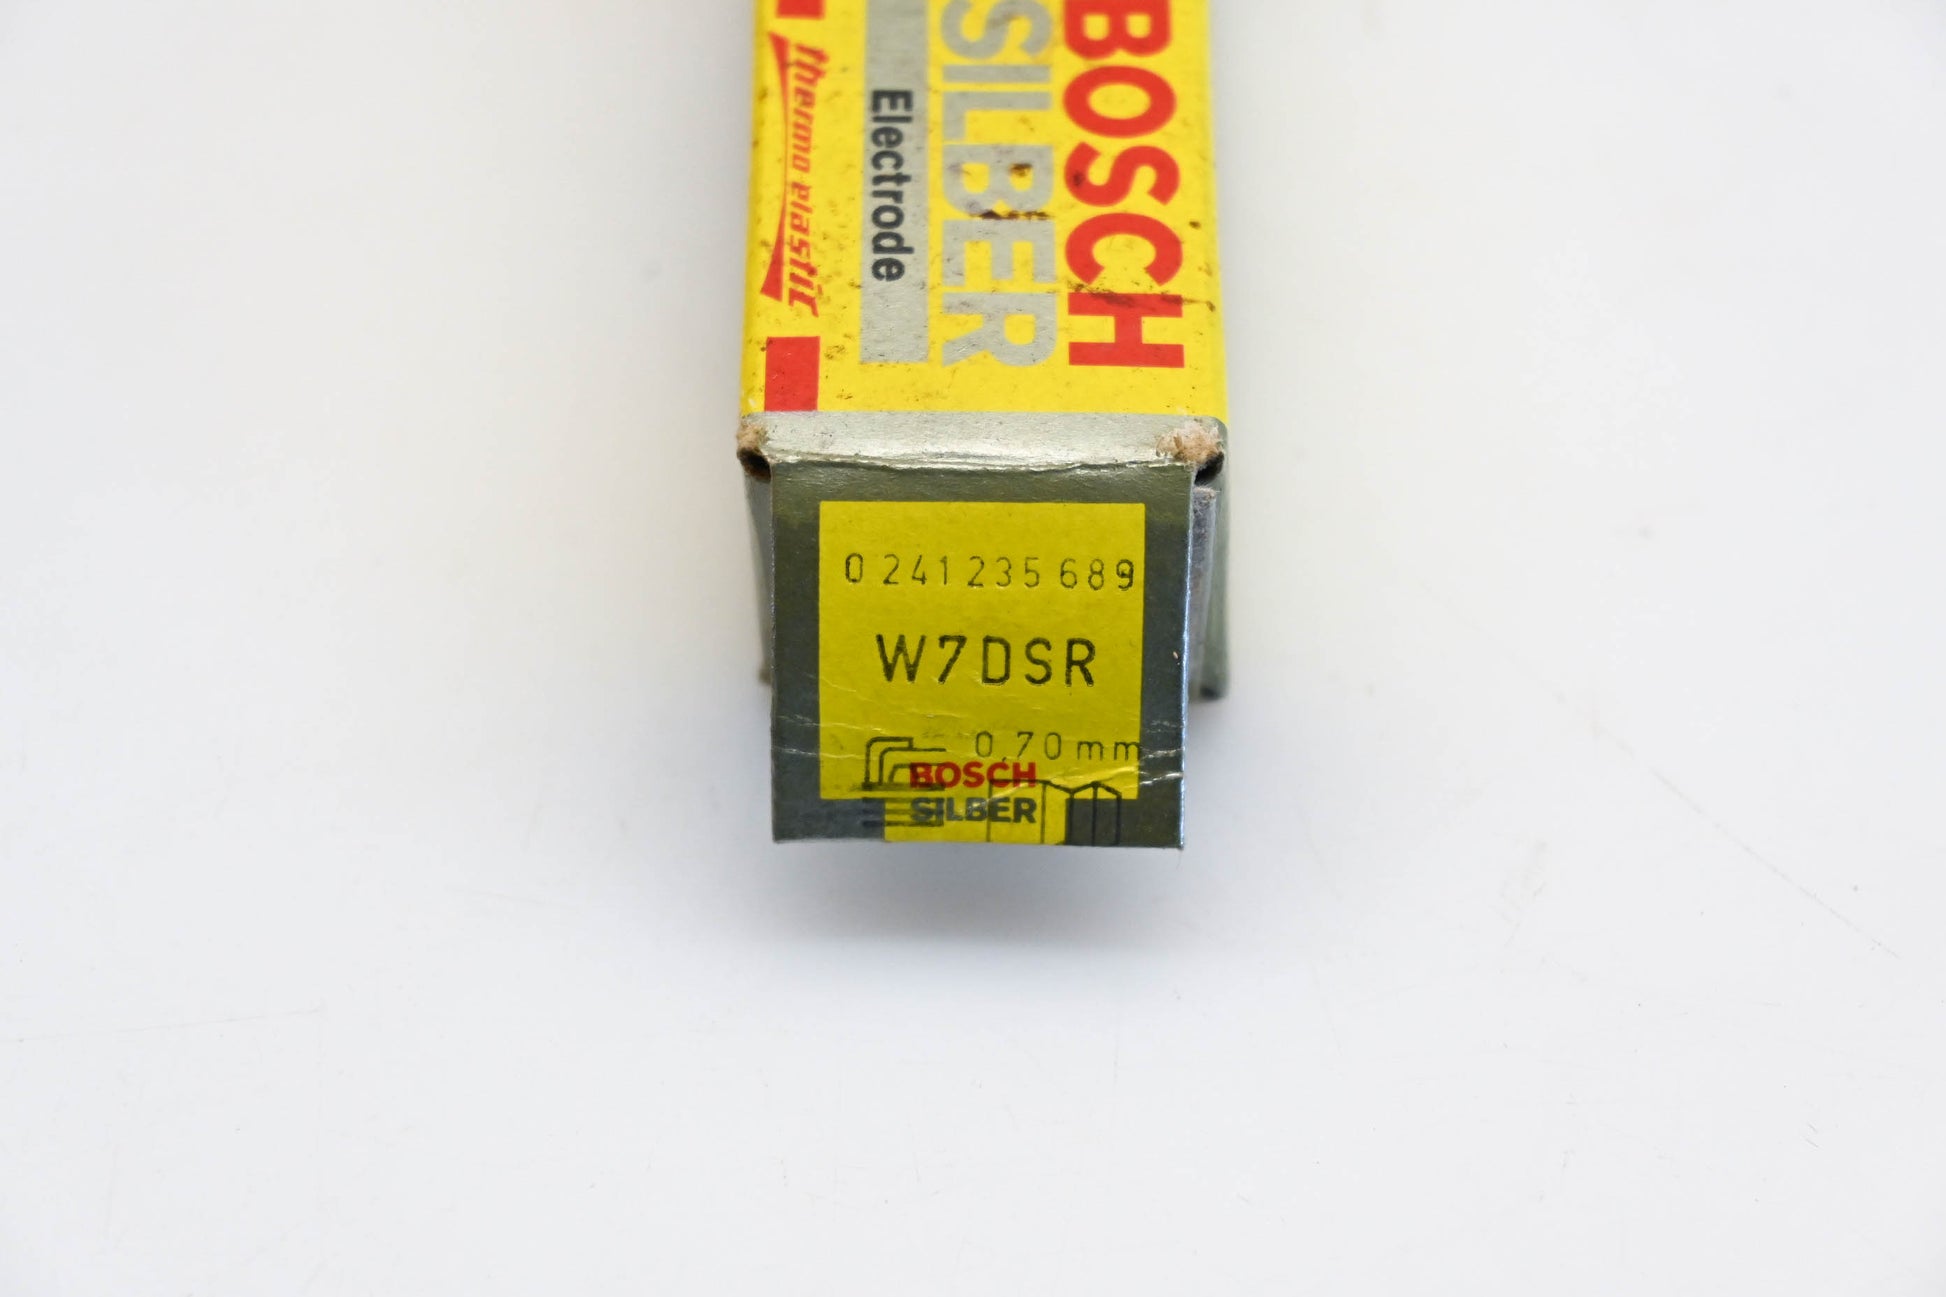 BOSCH
SILBER
Electrode
thermo elastic
0 241 235 689
W7DSR
0,70 mm
BOSCH
SILBER